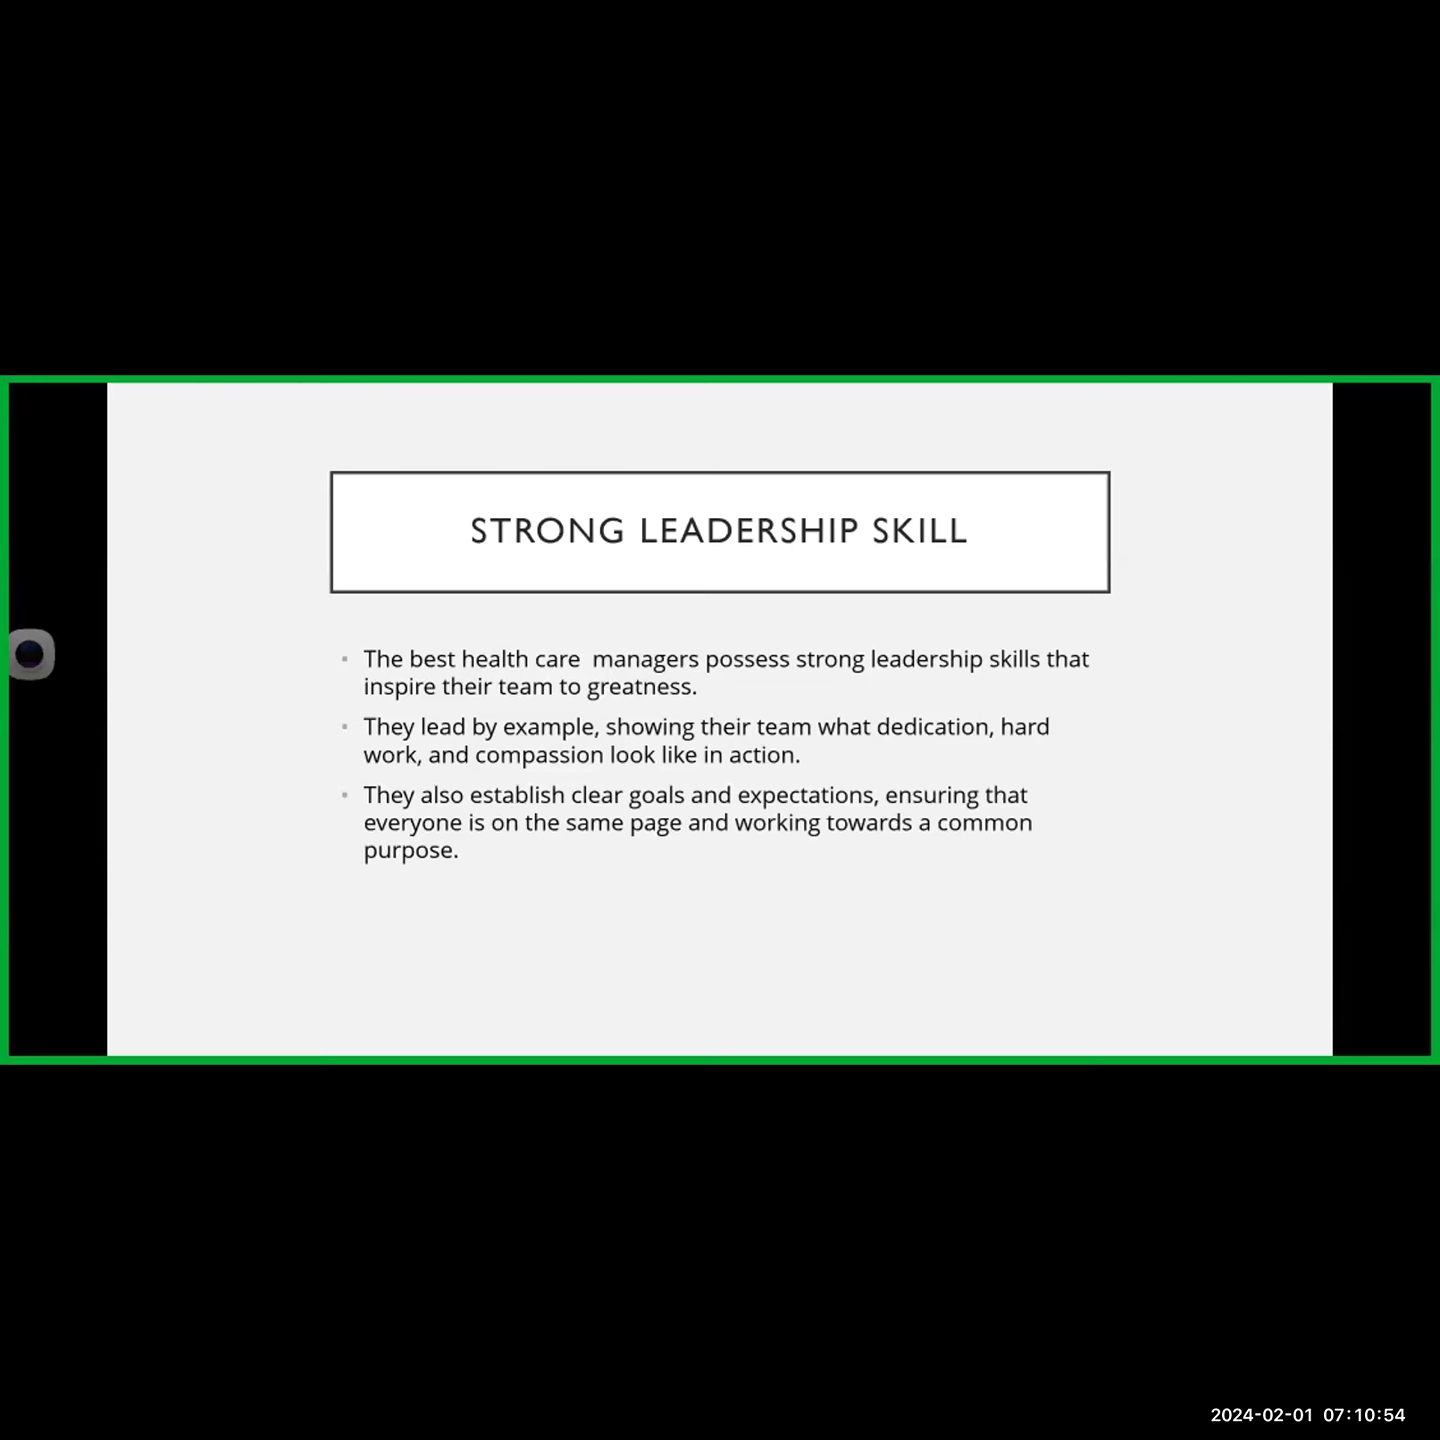 STRONG LEADERSHIP SKILL
The best health care  managers possess strong leadership skills that
inspire their team to greatness.
They lead by example, showing their team what dedication, hard
work, and compassion look like in action.
They also establish clear goals and expectations, ensuring that
everyone is on the same page and working towards a common
purpose.
2024-02-01 07:10:54